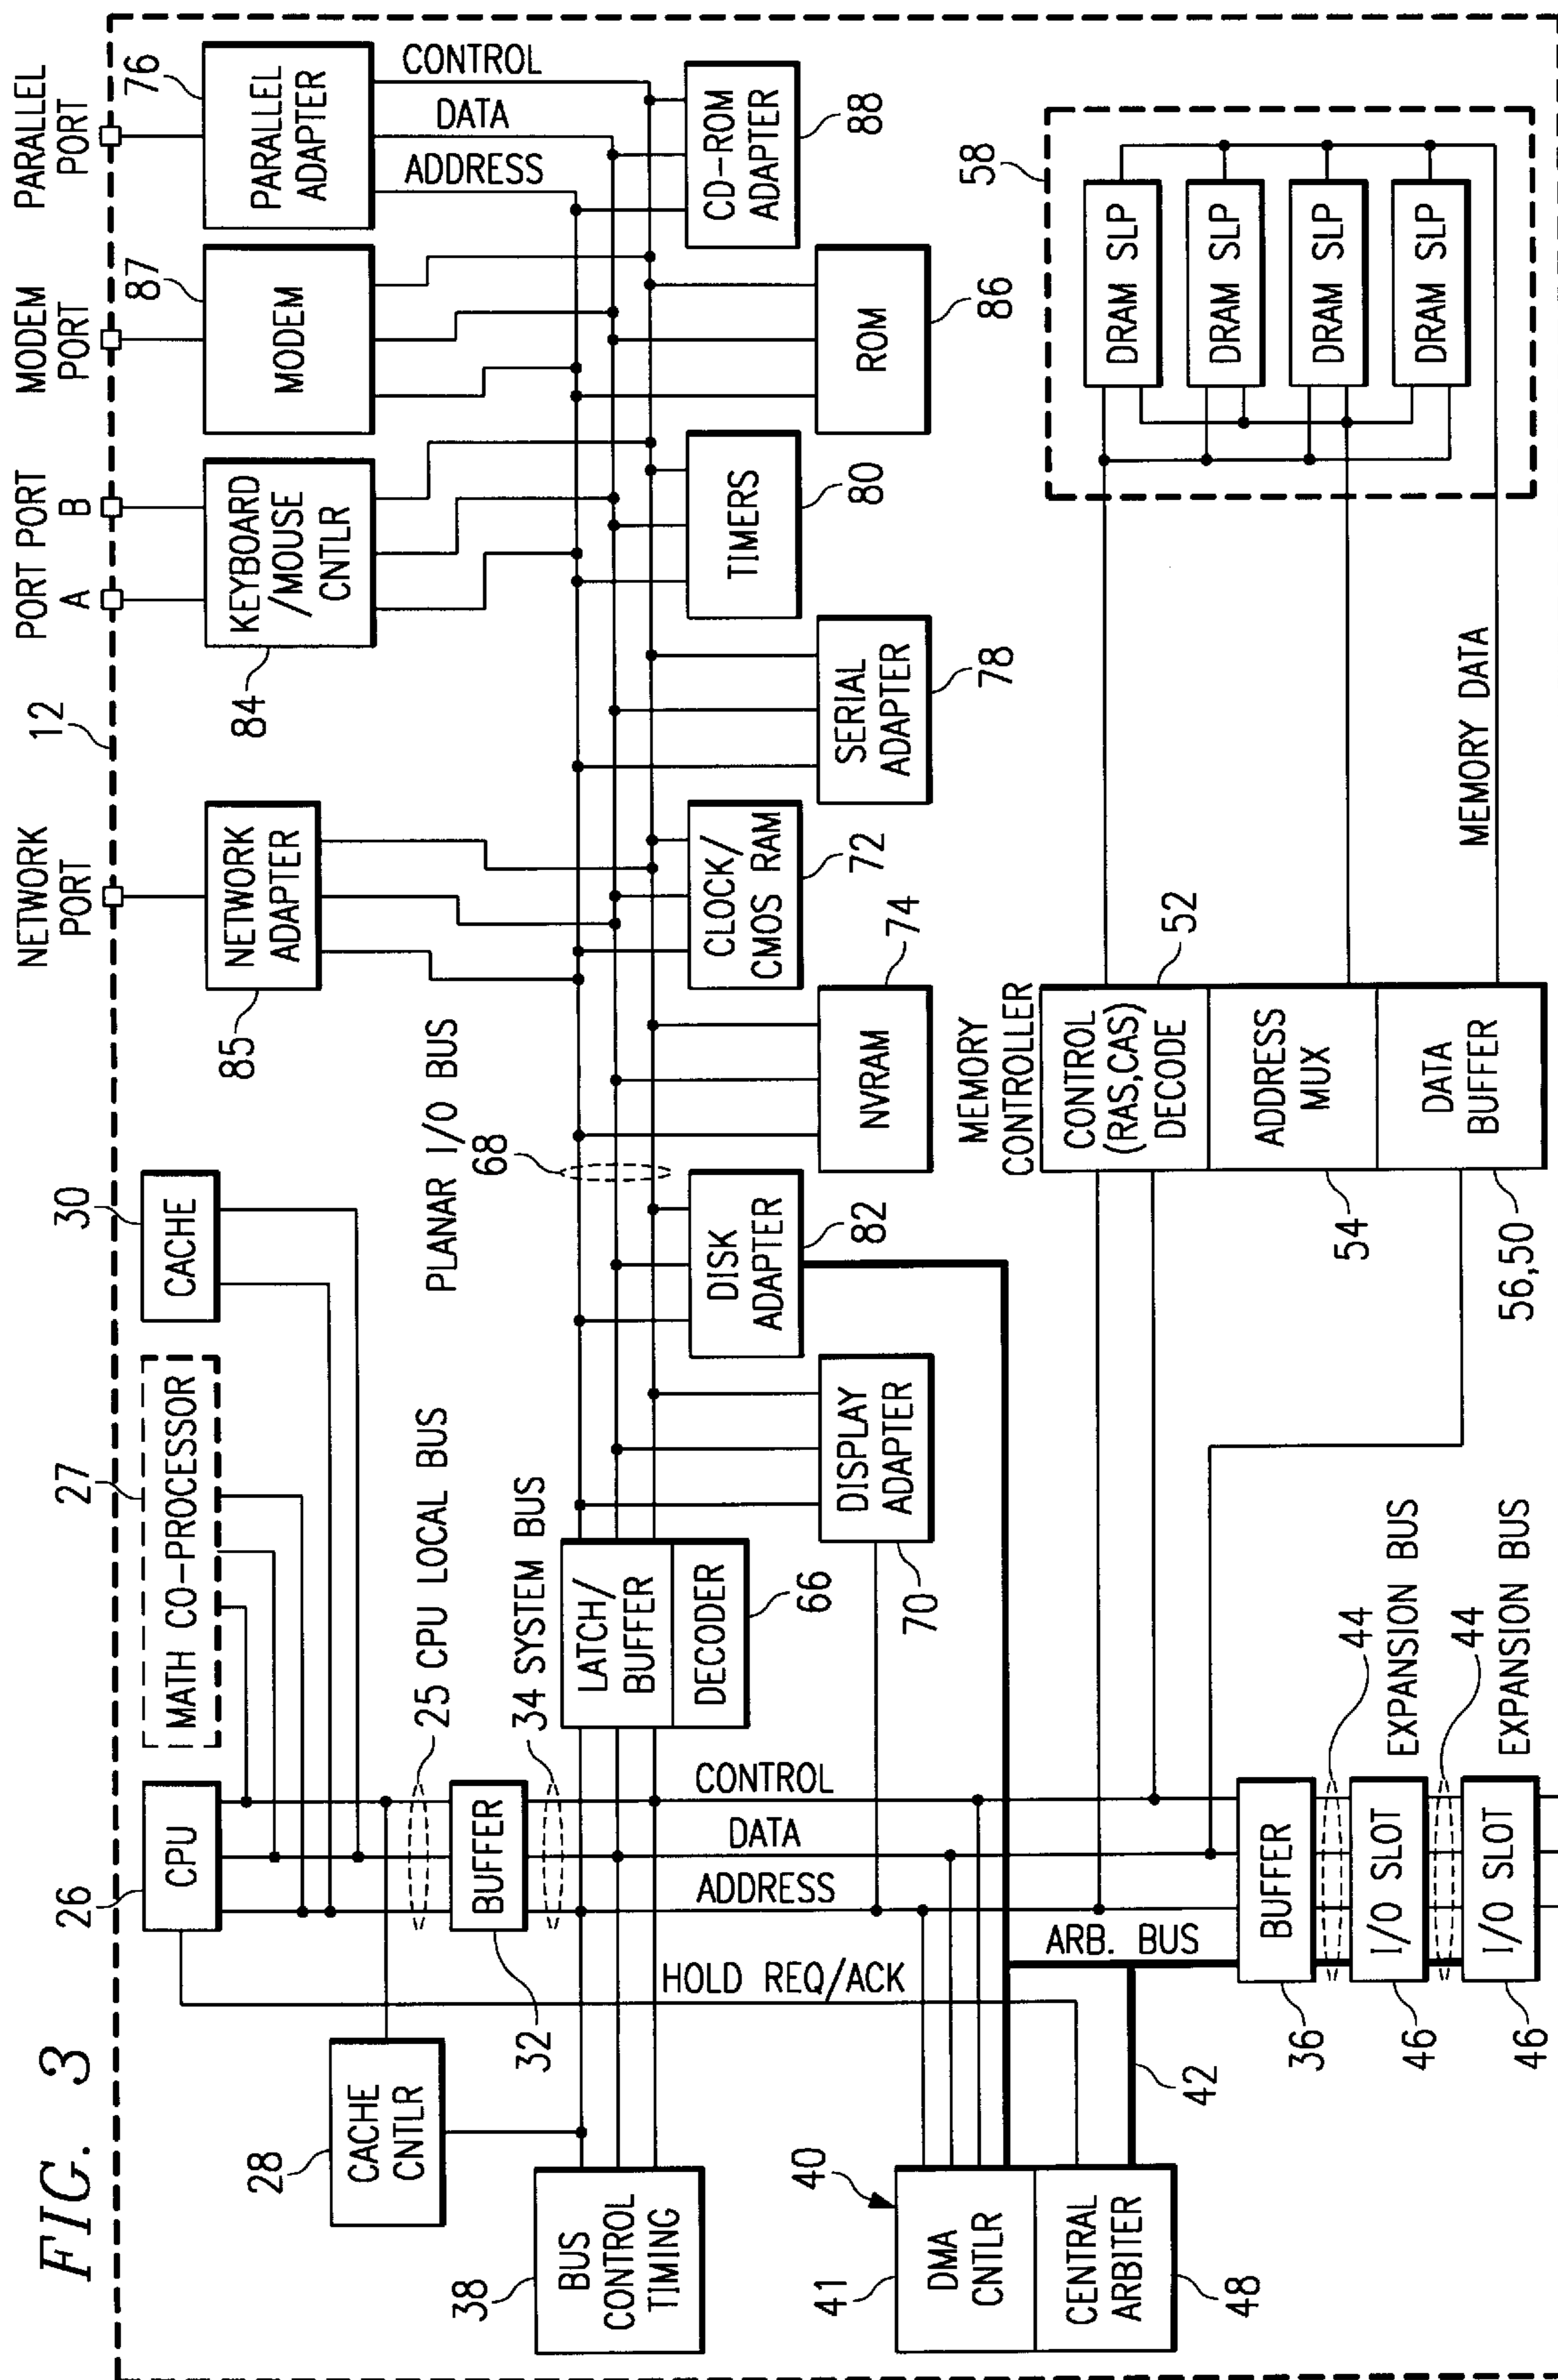 FIG. 3
12
NETWORK
PORT
PORT
A
PORT
B
MODEM
PORT
PARALLEL
PORT
26
CPU
27
MATH CO-PROCESSOR
30
CACHE
85
NETWORK
ADAPTER
84
KEYBOARD
/MOUSE
CNTLR
87
MODEM
76
PARALLEL
ADAPTER
CONTROL
DATA
ADDRESS
28
CACHE
CNTLR
25 CPU LOCAL BUS
32
BUFFER
34 SYSTEM BUS
PLANAR I/O BUS
68
38
BUS
CONTROL
TIMING
LATCH/
BUFFER
DECODER
66
DISK
ADAPTER
82
CLOCK/
CMOS RAM
72
TIMERS
80
CD-ROM
ADAPTER
88
HOLD REQ/ACK
CONTROL
DATA
ADDRESS
DISPLAY
ADAPTER
70
NVRAM
74
SERIAL
ADAPTER
78
ROM
86
40
41
DMA
CNTLR
CENTRAL
ARBITER
48
42
ARB. BUS
MEMORY
CONTROLLER
CONTROL
(RAS,CAS)
DECODE
52
ADDRESS
MUX
54
DATA
BUFFER
56,50
MEMORY DATA
58
DRAM SLP
DRAM SLP
DRAM SLP
DRAM SLP
36
BUFFER
44
EXPANSION BUS
46
I/O SLOT
44
EXPANSION BUS
46
I/O SLOT